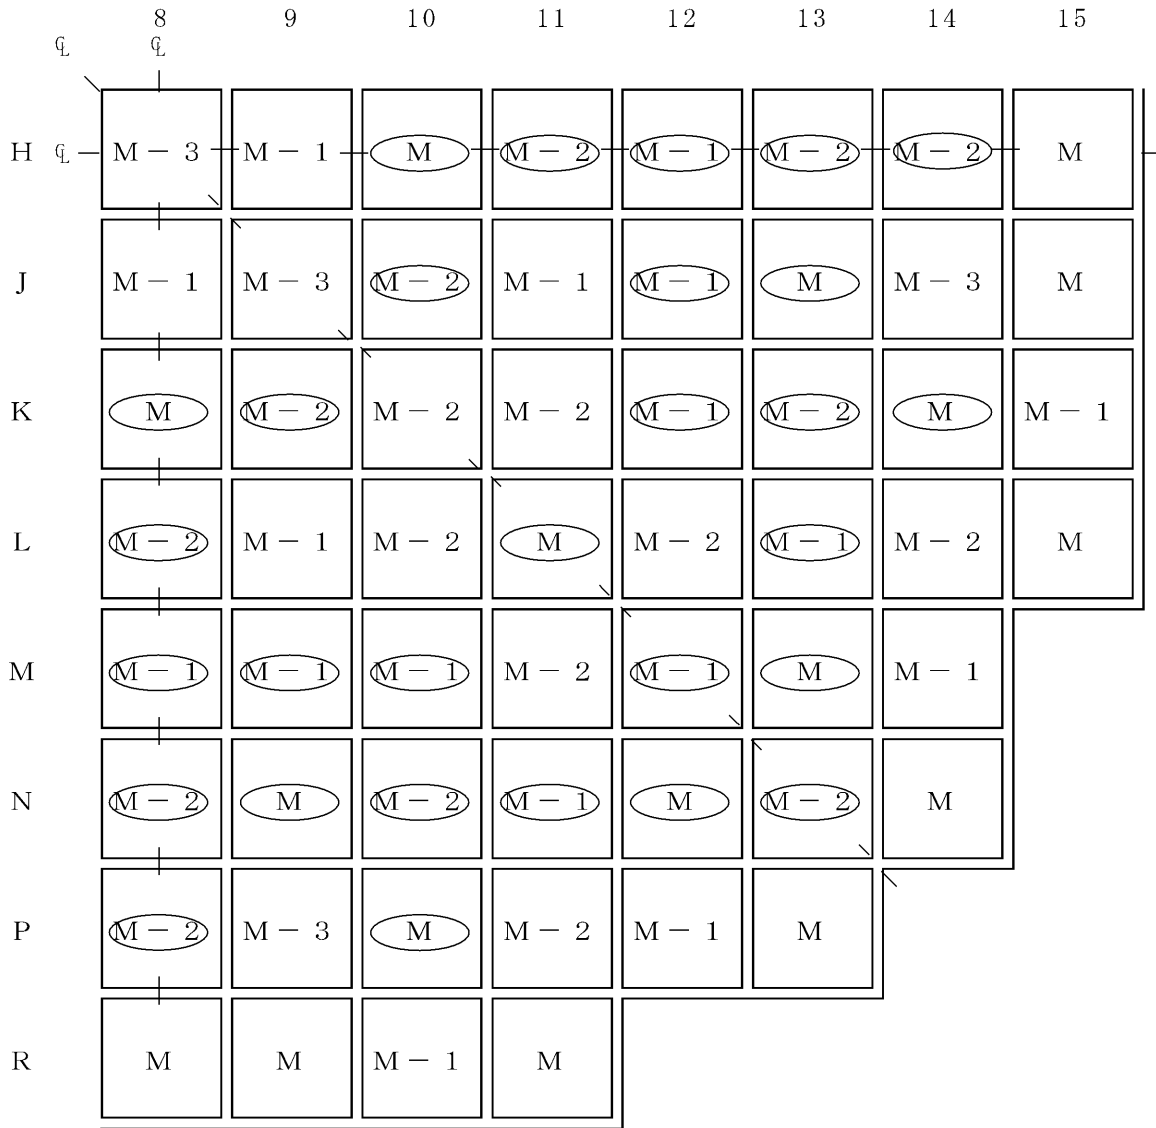 8 9 10 11 12 13 14 15
℄ ℄
H ℄ M-3 M-1 M M-2 M-1 M-2 M-2 M
J M-1 M-3 M-2 M-1 M-1 M M-3 M
K M M-2 M-2 M-2 M-1 M-2 M M-1
L M-2 M-1 M-2 M M-2 M-1 M-2 M
M M-1 M-1 M-1 M-2 M-1 M M-1
N M-2 M M-2 M-1 M M-2 M
P M-2 M-3 M M-2 M-1 M
R M M M-1 M